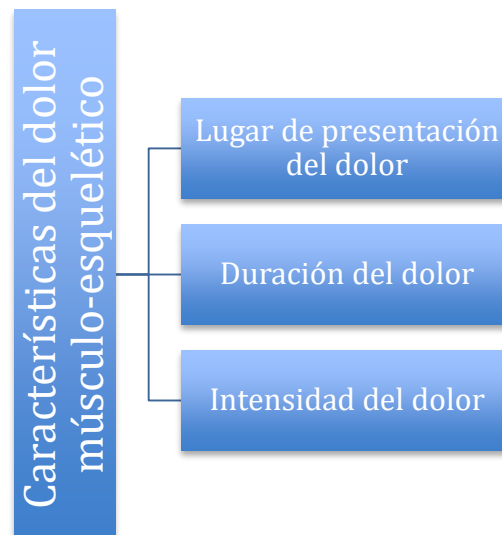 Características del dolor
músculo-esquelético
Lugar de presentación
del dolor
Duración del dolor
Intensidad del dolor